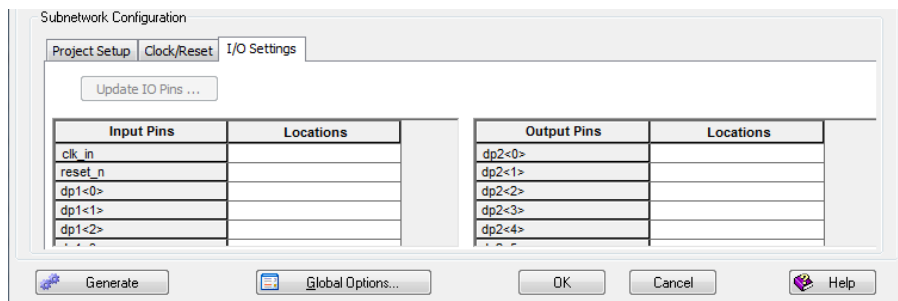 Subnetwork Configuration
Project Setup Clock/Reset I/O Settings
Update IO Pins ...
Input Pins Locations Output Pins Locations
clk_in dp2<0>
reset_n dp2<1>
dp1<0> dp2<2>
dp1<1> dp2<3>
dp1<2> dp2<4>
Generate Global Options... OK Cancel Help